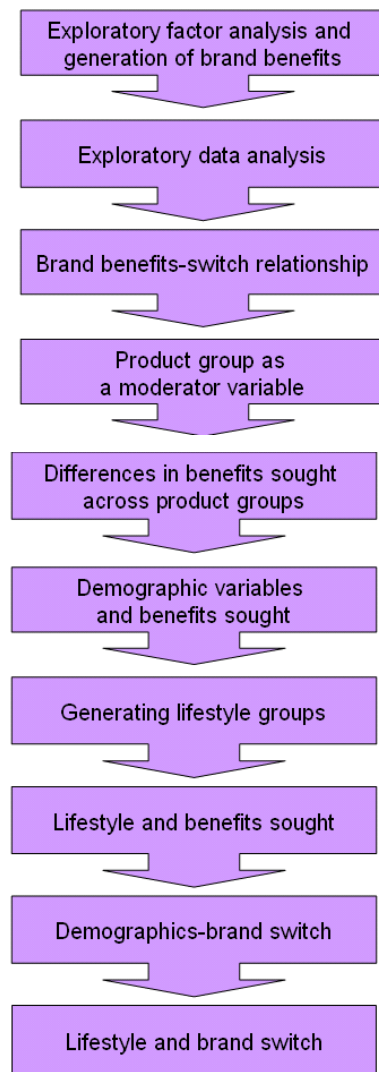 Exploratory factor analysis and
generation of brand benefits
Exploratory data analysis
Brand benefits-switch relationship
Product group as
a moderator variable
Differences in benefits sought
across product groups
Demographic variables
and benefits sought
Generating lifestyle groups
Lifestyle and benefits sought
Demographics-brand switch
Lifestyle and brand switch